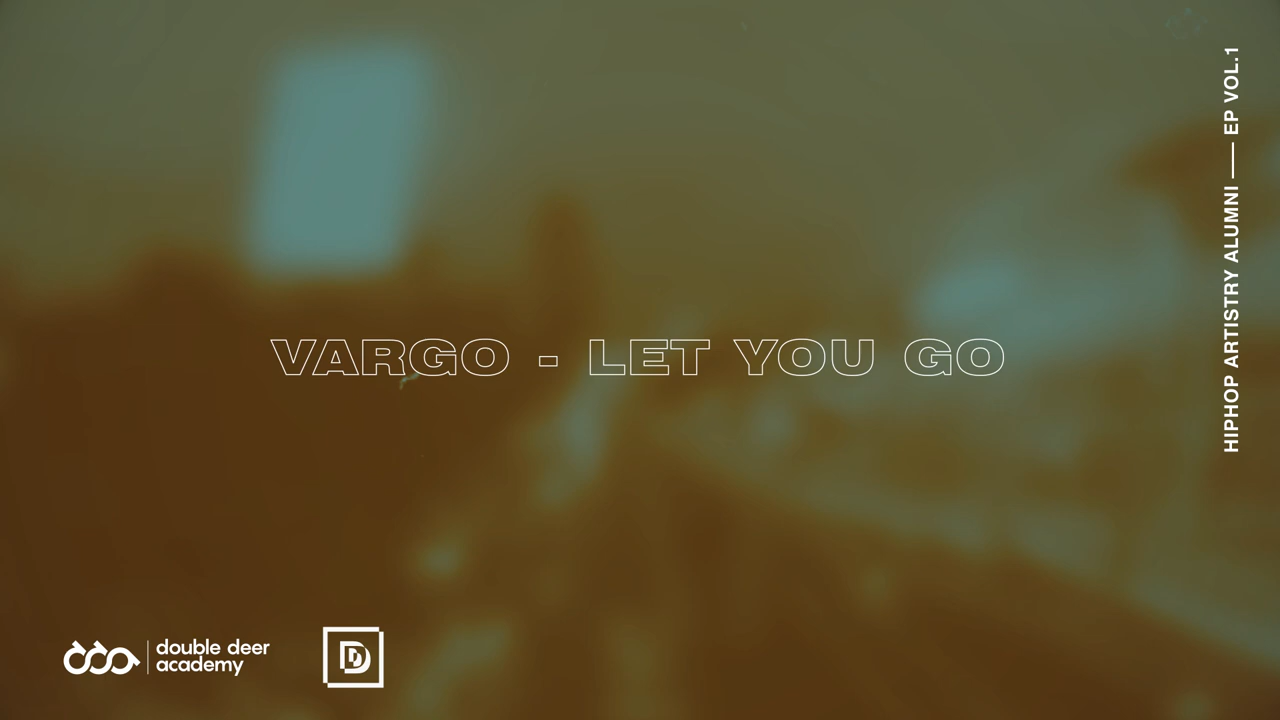 VARGO - LET YOU GO
HIPHOP ARTISTRY ALUMNI — EP VOL.1
double deer
academy
D